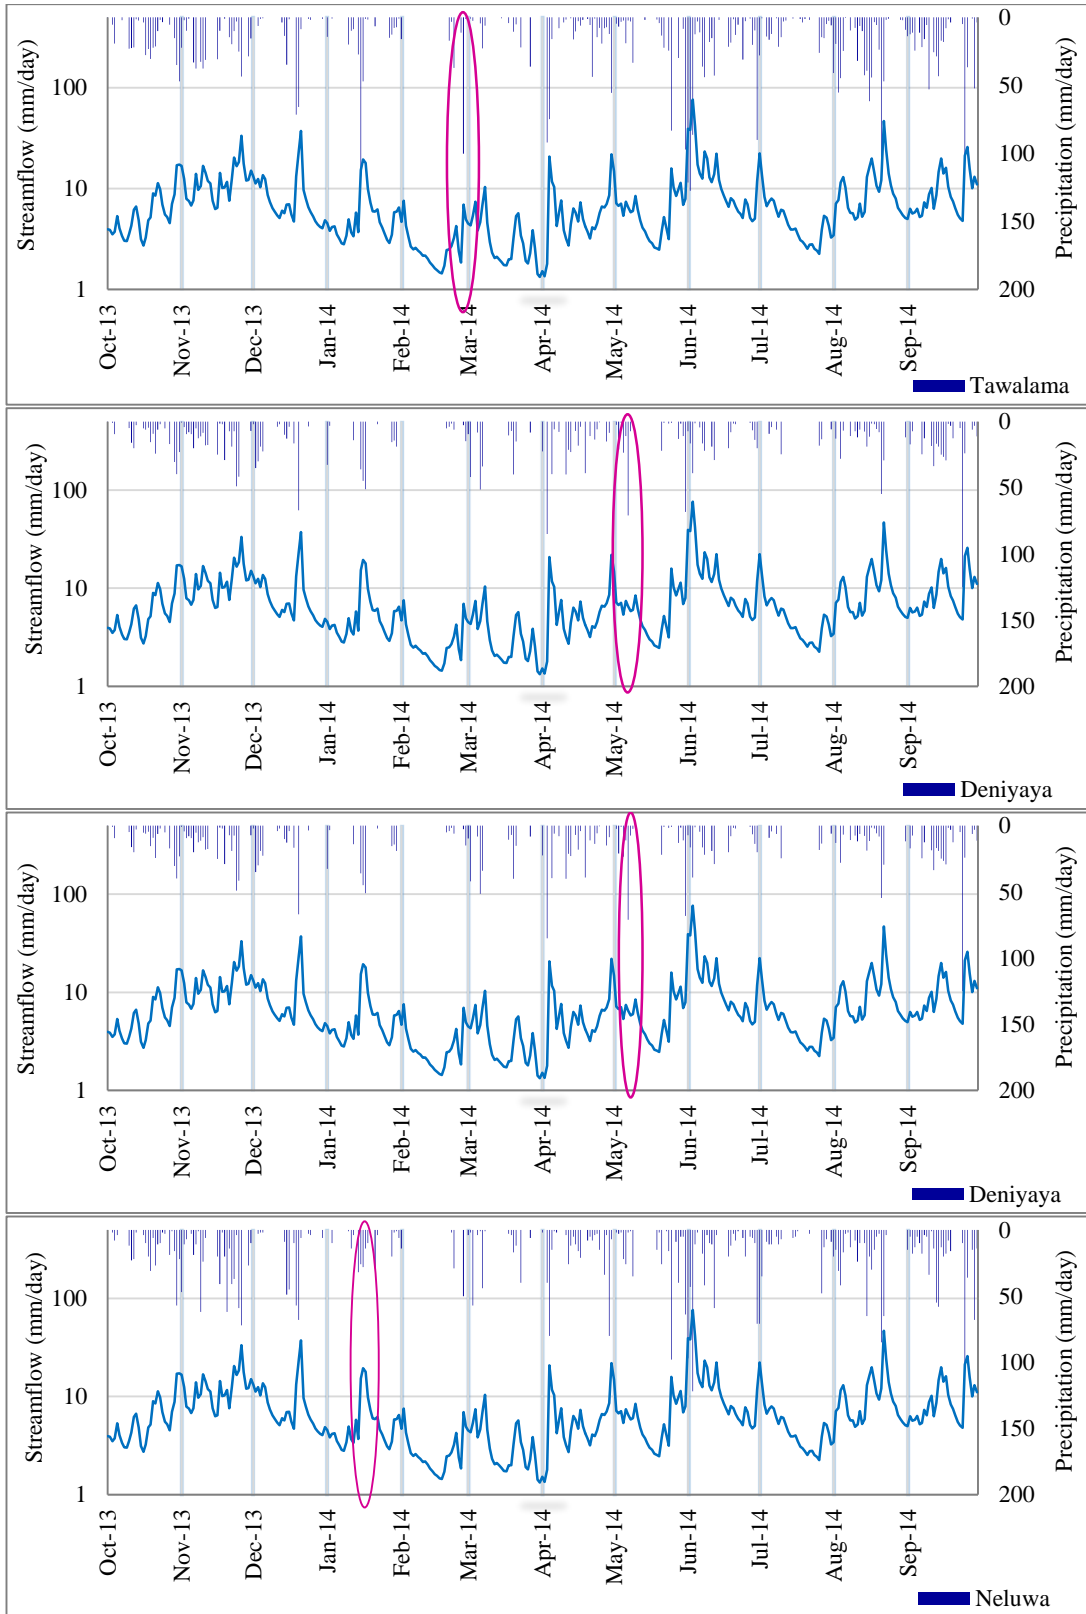 Streamflow (mm/day)
100
10
1
0
50
100
150
200
Precipitation (mm/day)
Oct-13
Nov-13
Dec-13
Jan-14
Feb-14
Mar-14
Apr-14
May-14
Jun-14
Jul-14
Aug-14
Sep-14
Tawalama
Streamflow (mm/day)
100
10
1
0
50
100
150
200
Precipitation (mm/day)
Oct-13
Nov-13
Dec-13
Jan-14
Feb-14
Mar-14
Apr-14
May-14
Jun-14
Jul-14
Aug-14
Sep-14
Deniyaya
Streamflow (mm/day)
100
10
1
0
50
100
150
200
Precipitation (mm/day)
Oct-13
Nov-13
Dec-13
Jan-14
Feb-14
Mar-14
Apr-14
May-14
Jun-14
Jul-14
Aug-14
Sep-14
Deniyaya
Streamflow (mm/day)
100
10
1
0
50
100
150
200
Precipitation (mm/day)
Oct-13
Nov-13
Dec-13
Jan-14
Feb-14
Mar-14
Apr-14
May-14
Jun-14
Jul-14
Aug-14
Sep-14
Neluwa